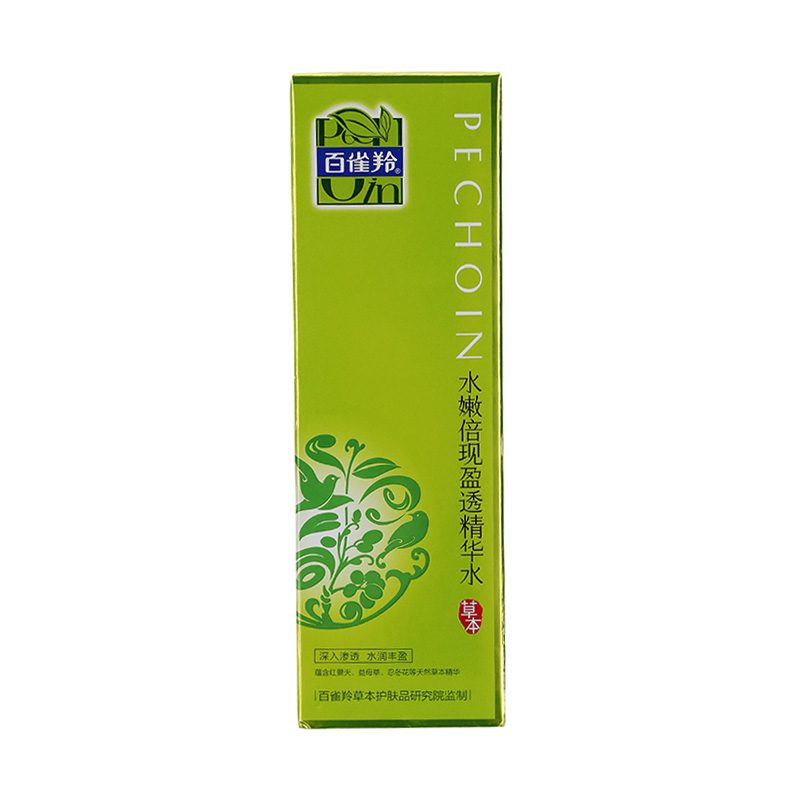 Pech
百雀羚®
Oin
PECHOIN
水嫩倍现盈透精华水
草本
深入渗透 水润丰盈
蕴含红景天、益母草、忍冬花等天然草本精华
百雀羚草本护肤品研究院监制